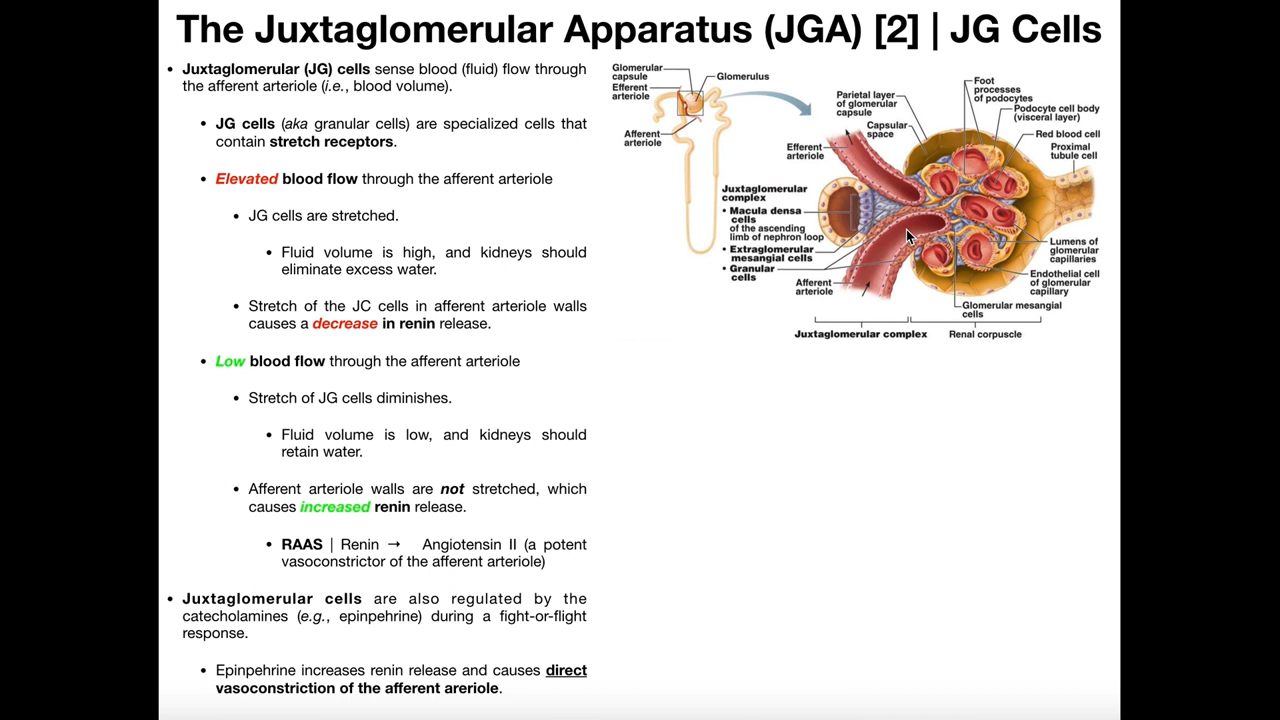 The Juxtaglomerular Apparatus (JGA) [2] | JG Cells
• Juxtaglomerular (JG) cells sense blood (fluid) flow through
the afferent arteriole (i.e., blood volume).
• JG cells (aka granular cells) are specialized cells that
contain stretch receptors.
• Elevated blood flow through the afferent arteriole
• JG cells are stretched.
• Fluid volume is high, and kidneys should
eliminate excess water.
• Stretch of the JC cells in afferent arteriole walls
causes a decrease in renin release.
• Low blood flow through the afferent arteriole
• Stretch of JG cells diminishes.
• Fluid volume is low, and kidneys should
retain water.
• Afferent arteriole walls are not stretched, which
causes increased renin release.
• RAAS | Renin → Angiotensin II (a potent
vasoconstrictor of the afferent arteriole)
• Juxtaglomerular cells are also regulated by the
catecholamines (e.g., epinpehrine) during a fight-or-flight
response.
• Epinpehrine increases renin release and causes direct
vasoconstriction of the afferent areriole.
Glomerular
capsule
Efferent
arteriole
Glomerulus
Afferent
arteriole
Parietal layer
of glomerular
capsule
Capsular
space
Efferent
arteriole
Foot
processes
of podocytes
Podocyte cell body
(visceral layer)
Red blood cell
Proximal
tubule cell
Juxtaglomerular
complex
• Macula densa
cells
of the ascending
limb of nephron loop
• Extraglomerular
mesangial cells
• Granular
cells
Afferent
arteriole
Lumens of
glomerular
capillaries
Endothelial cell
of glomerular
capillary
Glomerular mesangial
cells
Juxtaglomerular complex
Renal corpuscle